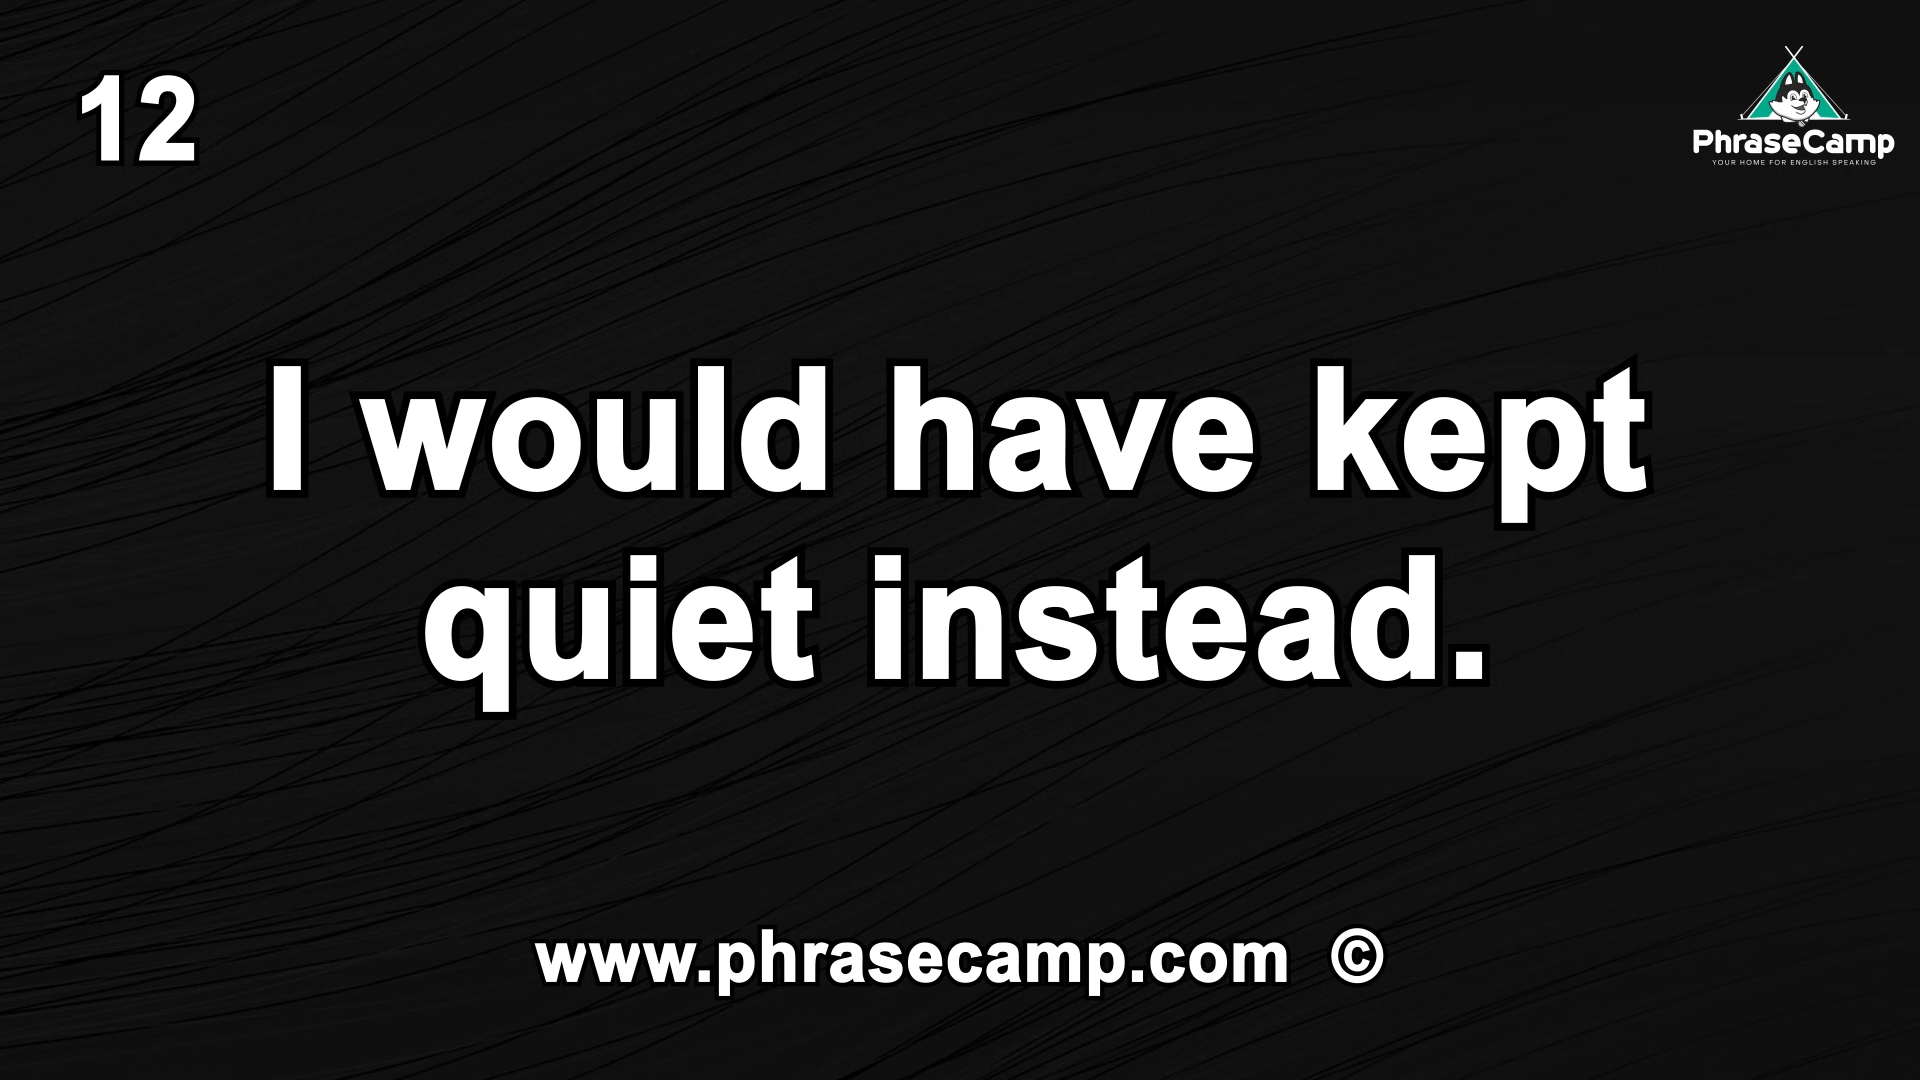 12
PhraseCamp
YOUR HOME FOR ENGLISH SPEAKING
I would have kept
quiet instead.
www.phrasecamp.com ©